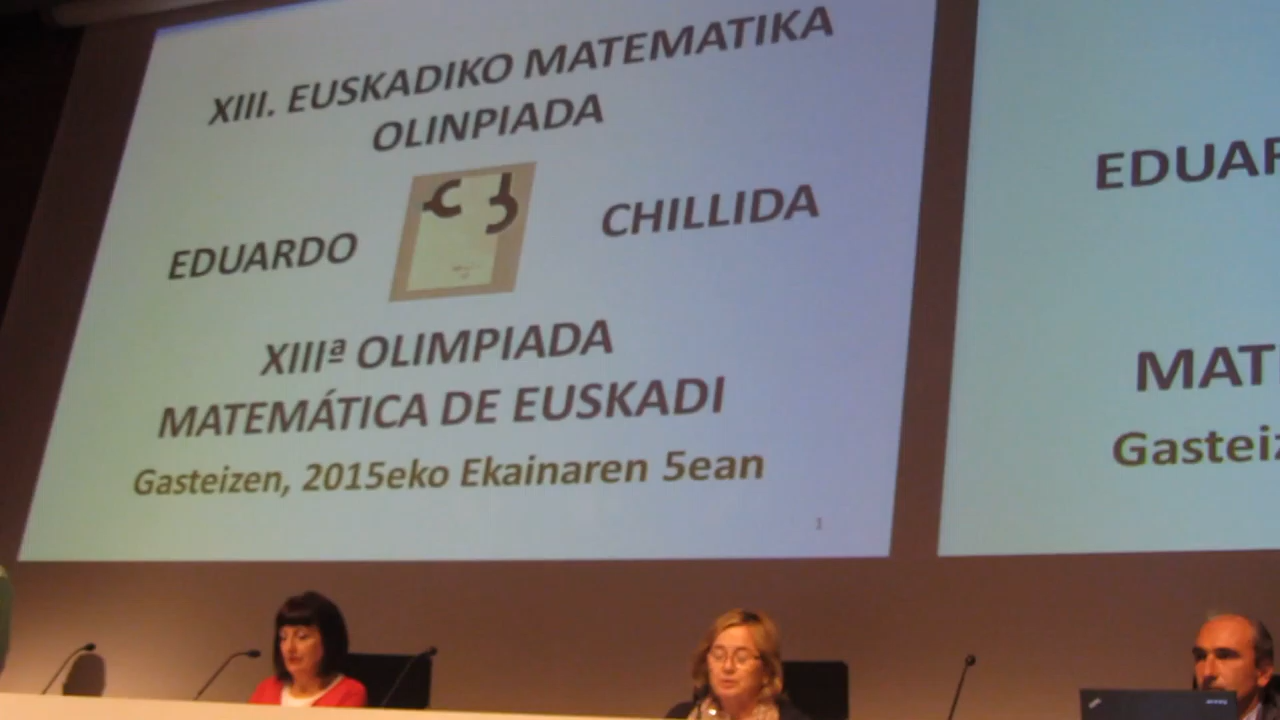 XIII. EUSKADIKO MATEMATIKA
OLINPIADA
EDUARDO CHILLIDA
XIIIª OLIMPIADA
MATEMÁTICA DE EUSKADI
Gasteizen, 2015eko Ekainaren 5ean
1
EDUAR
MAT
Gasteiz